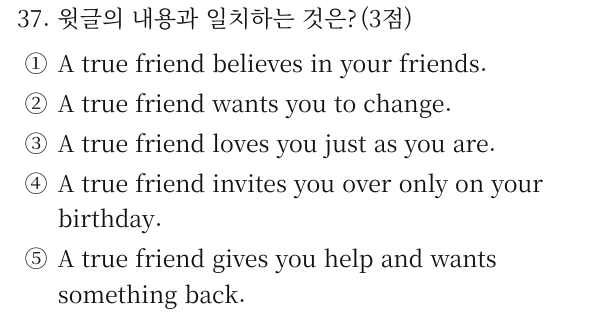 37. 윗글의 내용과 일치하는 것은?(3점)
① A true friend believes in your friends.
② A true friend wants you to change.
③ A true friend loves you just as you are.
④ A true friend invites you over only on your
birthday.
⑤ A true friend gives you help and wants
something back.